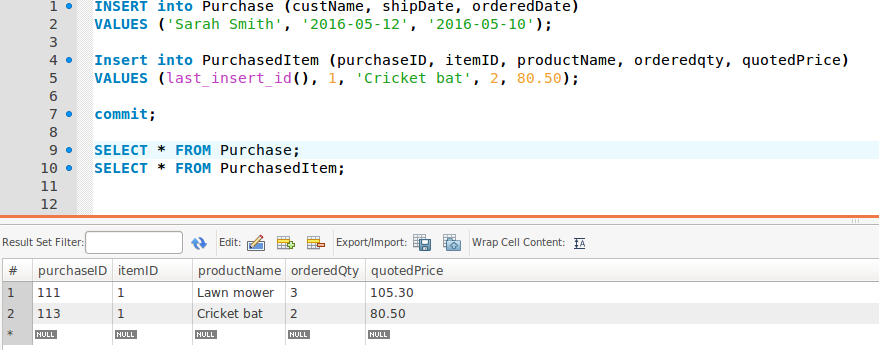 1 INSERT into Purchase (custName, shipDate, orderedDate)
2 VALUES ('Sarah Smith', '2016-05-12', '2016-05-10');
3
4 Insert into PurchasedItem (purchaseID, itemID, productName, orderedqty, quotedPrice)
5 VALUES (last_insert_id(), 1, 'Cricket bat', 2, 80.50);
6
7 commit;
8
9 SELECT * FROM Purchase;
10 SELECT * FROM PurchasedItem;
11
12
Result Set Filter: Edit: Export/Import: Wrap Cell Content: IA
# purchaseID itemID productName orderedQty quotedPrice
1 111 1 Lawn mower 3 105.30
2 113 1 Cricket bat 2 80.50
* NULL NULL NULL NULL NULL